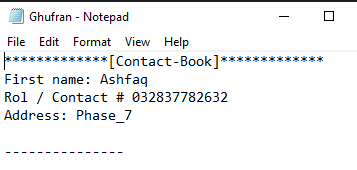 Ghufran - Notepad
File Edit Format View Help
*************[Contact-Book]*************
First name: Ashfaq
Rol / Contact # 032837782632
Address: Phase_7
---------------